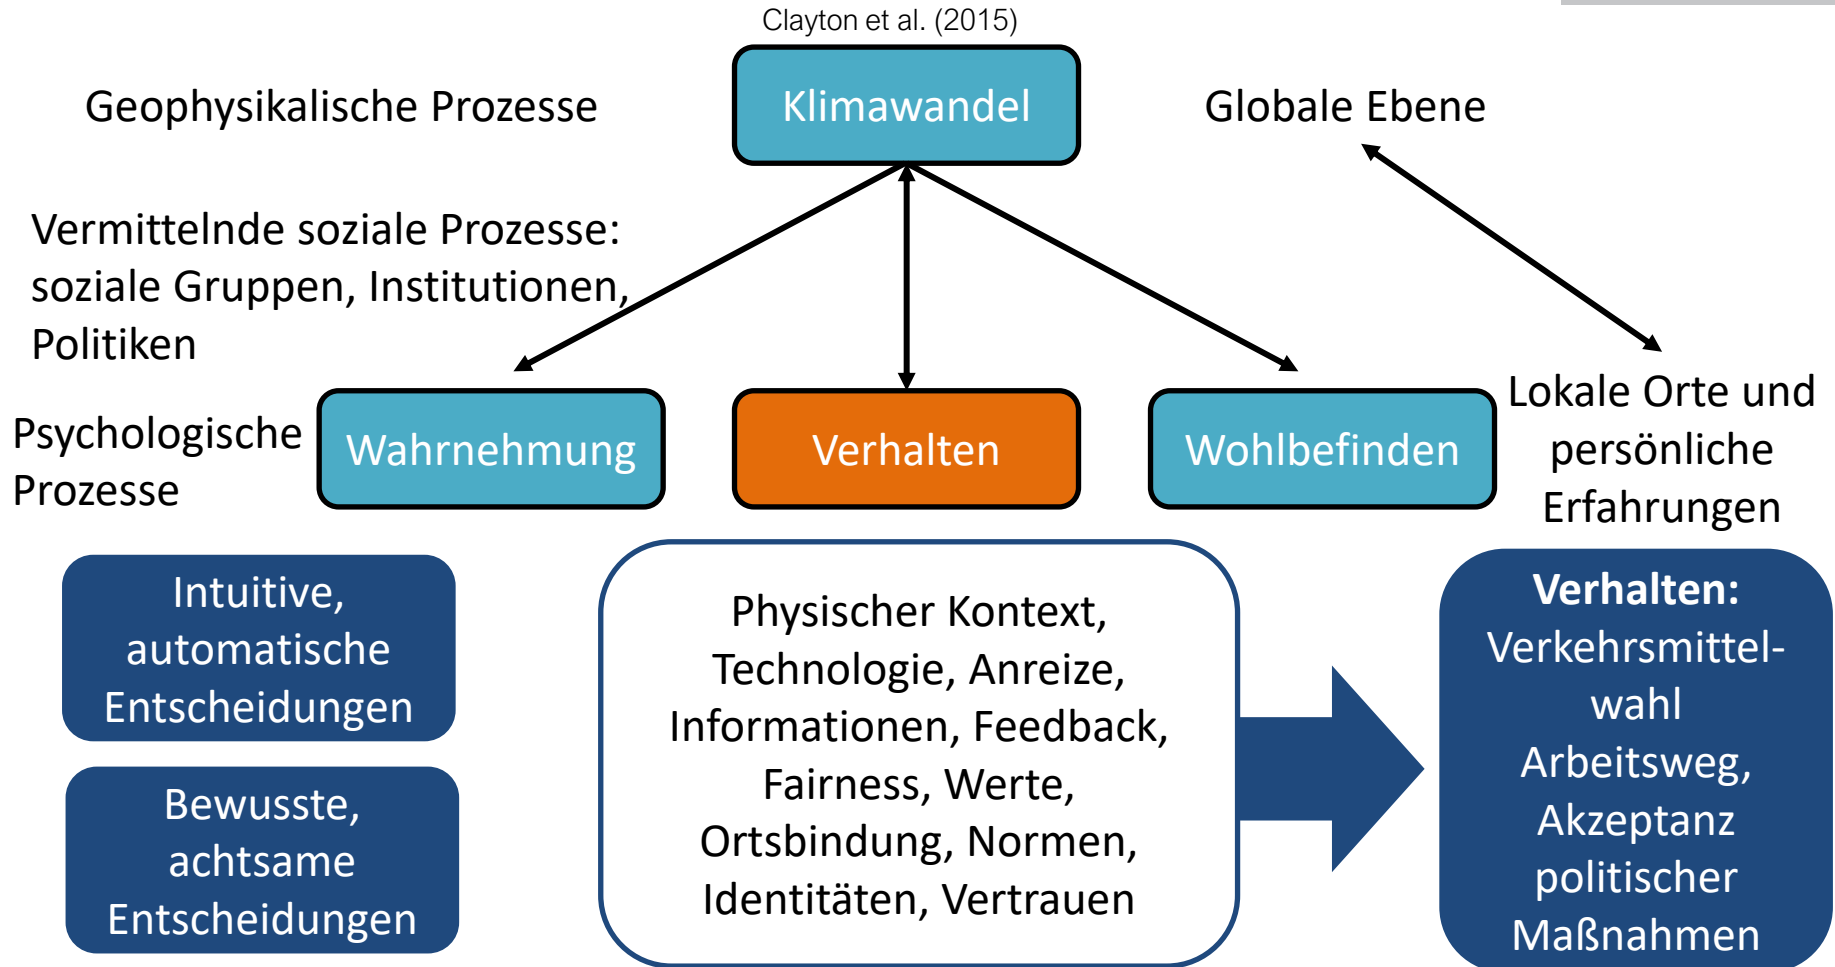 Clayton et al. (2015)
Geophysikalische Prozesse
Klimawandel
Globale Ebene
Vermittelnde soziale Prozesse:
soziale Gruppen, Institutionen,
Politiken
Psychologische
Prozesse
Wahrnehmung
Verhalten
Wohlbefinden
Lokale Orte und
persönliche
Erfahrungen
Intuitive,
automatische
Entscheidungen
Bewusste,
achtsame
Entscheidungen
Physischer Kontext,
Technologie, Anreize,
Informationen, Feedback,
Fairness, Werte,
Ortsbindung, Normen,
Identitäten, Vertrauen
Verhalten:
Verkehrsmittel-
wahl
Arbeitsweg,
Akzeptanz
politischer
Maßnahmen